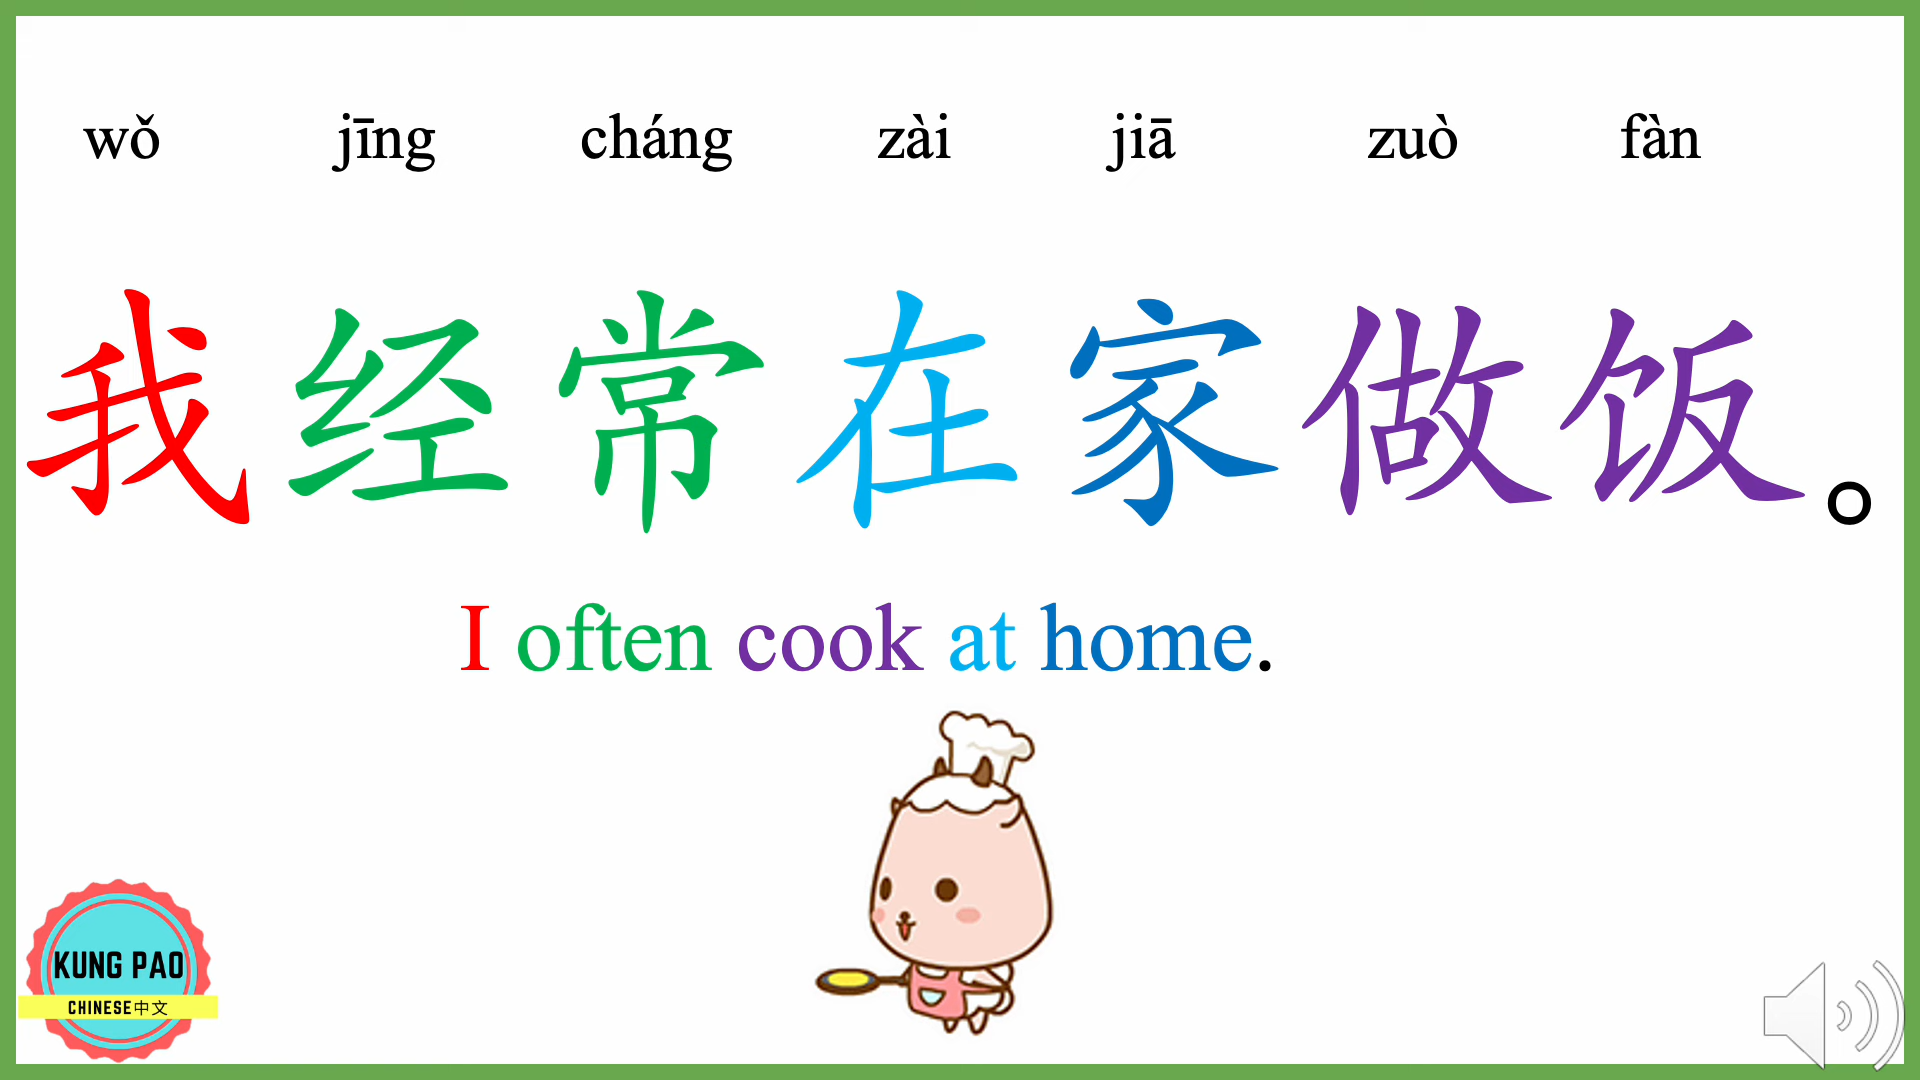 wǒ jīng cháng zài jiā zuò fàn
我经常在家做饭。
I often cook at home.
KUNG PAO
CHINESE中文